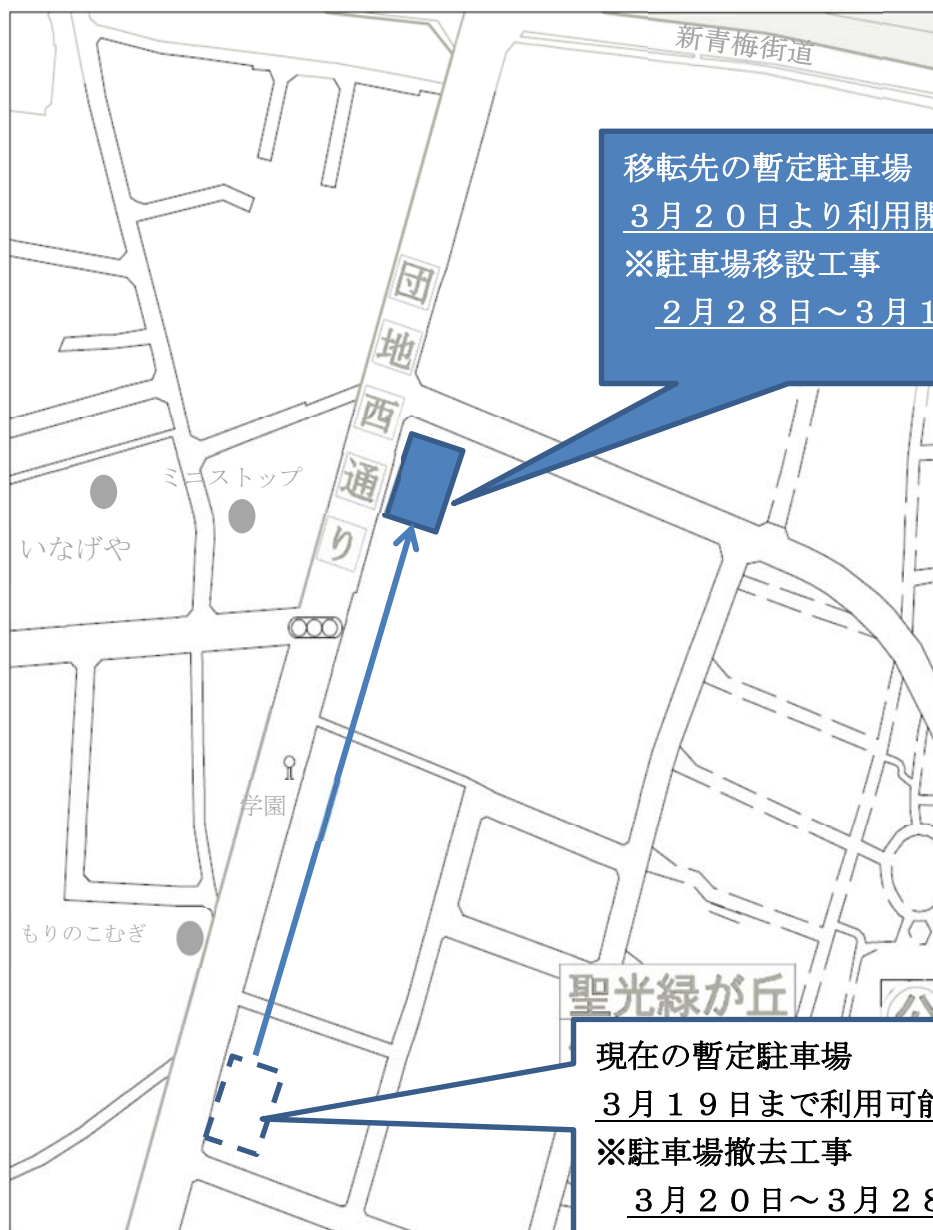 新青梅街道
移転先の暫定駐車場
３月２０日より利用開
※駐車場移設工事
２月２８日～３月１
団地西通り
ミニストップ
いなげや
学園
もりのこむぎ
聖光緑が丘
現在の暫定駐車場
３月１９日まで利用可能
※駐車場撤去工事
３月２０日～３月２８